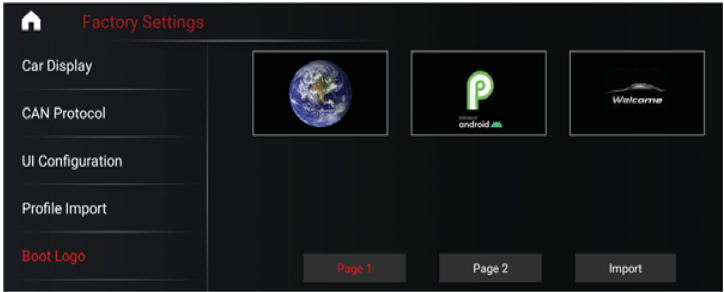 Factory Settings
Car Display
CAN Protocol
UI Configuration
Profile Import
Boot Logo
android
Welcome
Page 1
Page 2
Import